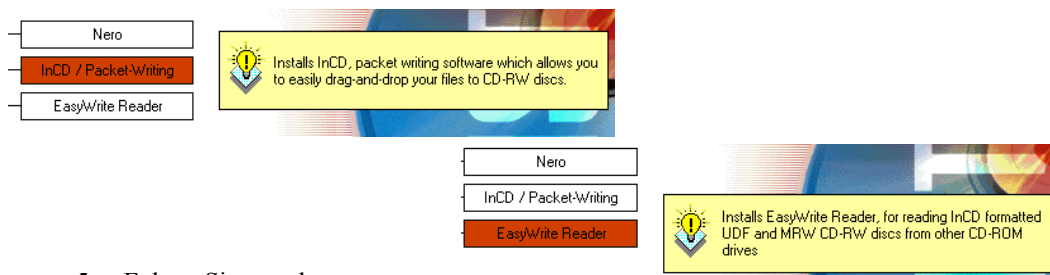 Nero
InCD / Packet-Writing
EasyWrite Reader
Installs InCD, packet writing software which allows you
to easily drag-and-drop your files to CD-RW discs.
Nero
InCD / Packet-Writing
EasyWrite Reader
Installs EasyWrite Reader, for reading InCD formatted
UDF and MRW CD-RW discs from other CD-ROM
drives